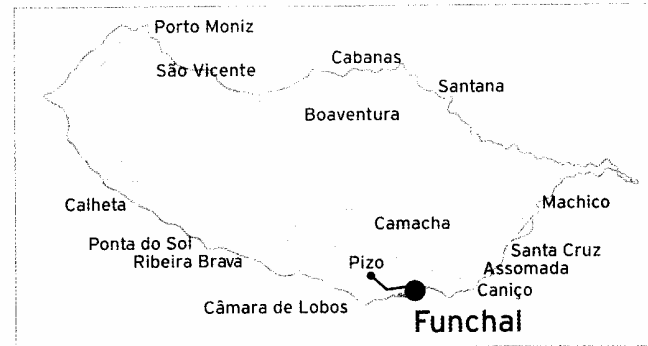 Porto Moniz
Cabanas
São Vicente
Santana
Boaventura
Calheta
Machico
Camacha
Ponta do Sol
Santa Cruz
Ribeira Brava
Pizo
Assomada
Caniço
Câmara de Lobos
Funchal